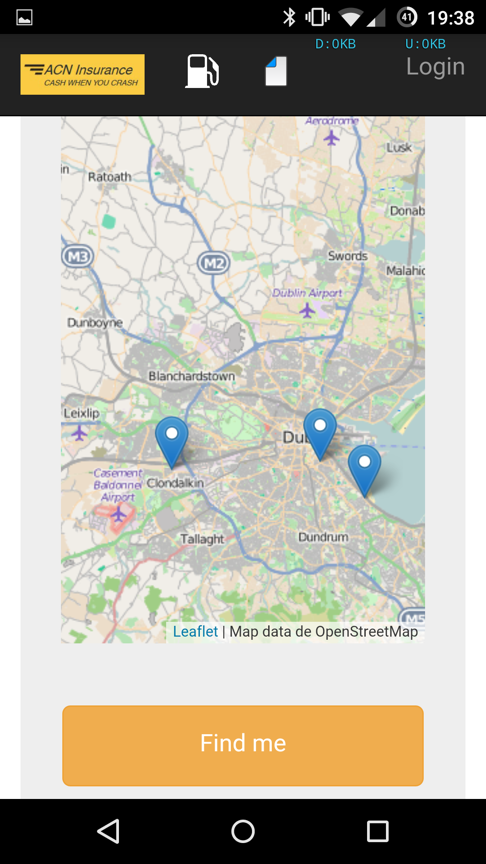 41 19:38
D:0KB U:0KB
ACN Insurance
CASH WHEN YOU CRASH
Login
Aerodrome
Lusk
Ratoath
Donab
M3
M2
Swords
Malahid
Dublin Airport
Dunboyne
Blanchardstown
Leixlip
Du
Casement
Baldonnel
Airport
Clondalkin
Tallaght
Dundrum
M5
Leaflet | Map data de OpenStreetMap
Find me